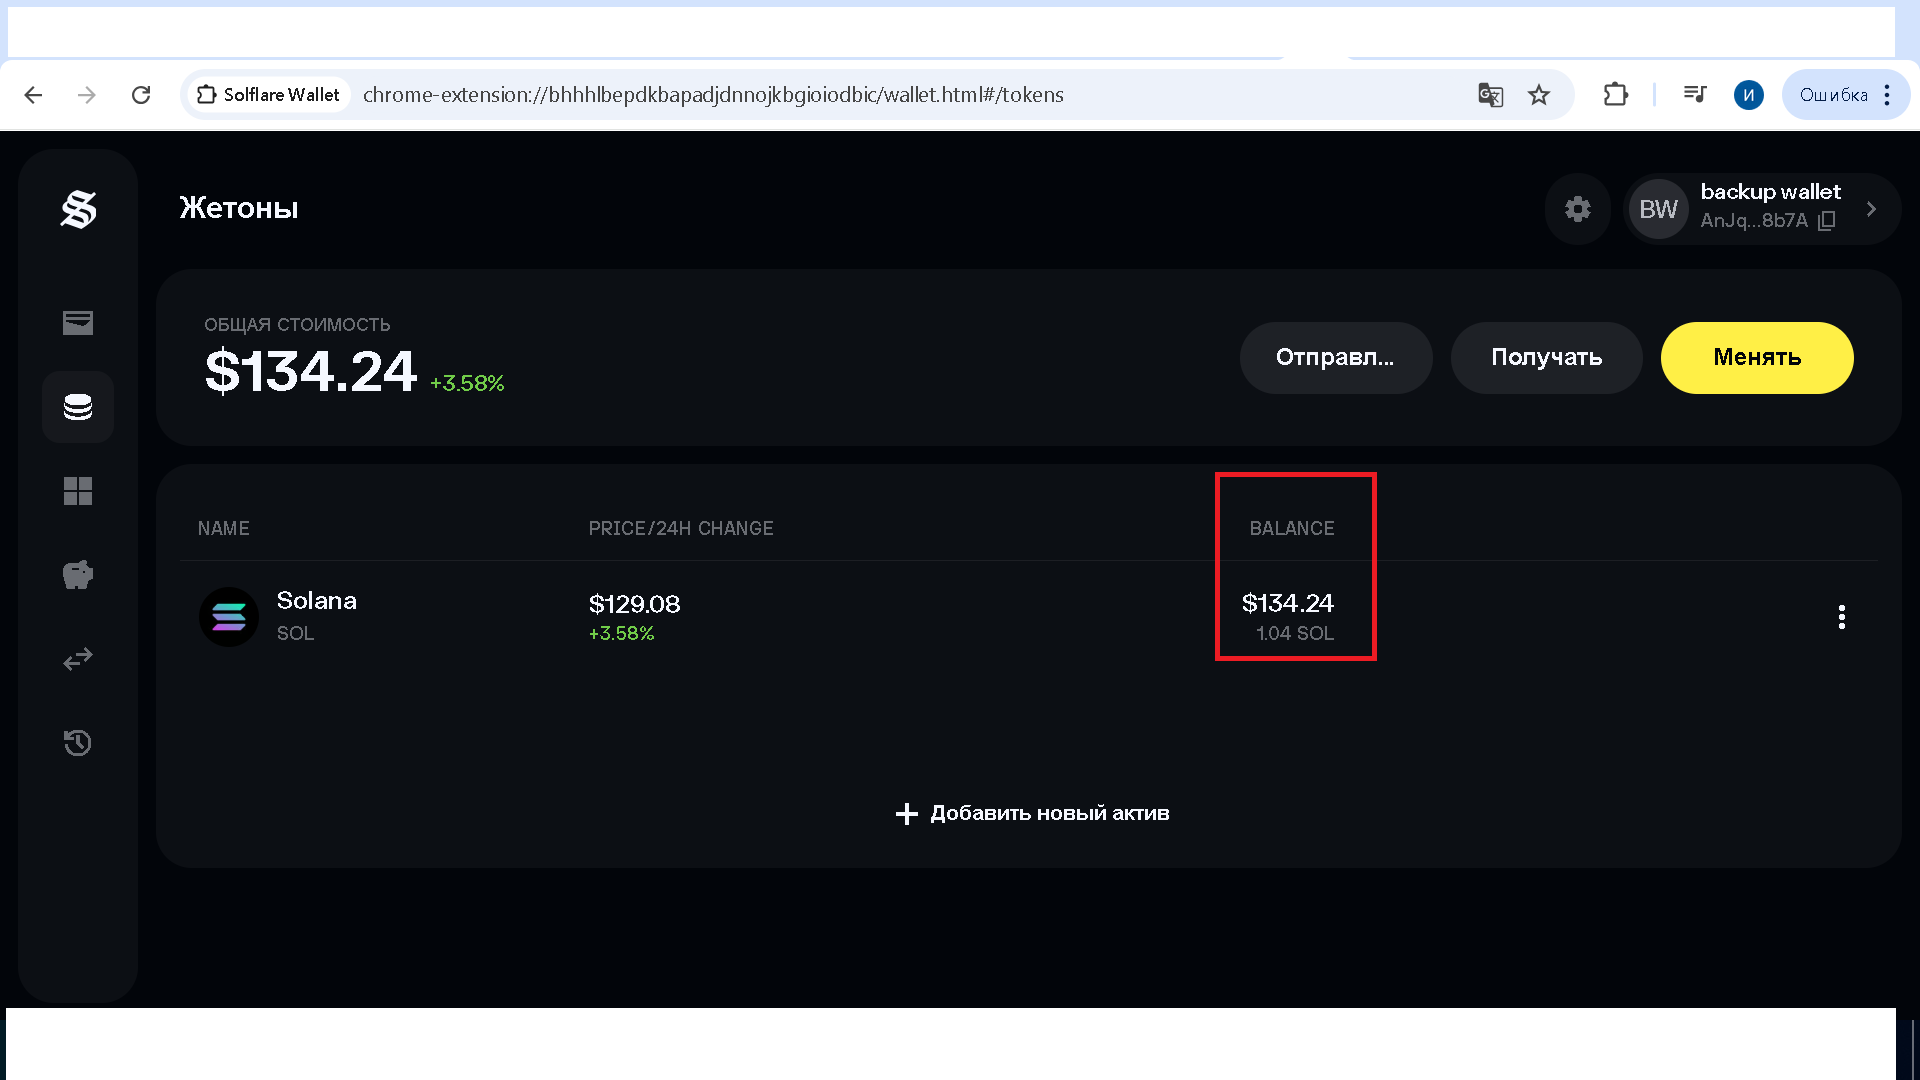 Solflare Wallet
chrome-extension://bhhhlbepdkbapadjdnnojkbgioiodbic/wallet.html#/tokens
И
Ошибка
Жетоны
BW
backup wallet
AnJq...8b7A
ОБЩАЯ СТОИМОСТЬ
$134.24 +3.58%
Отправл...
Получать
Менять
NAME
PRICE/24H CHANGE
BALANCE
Solana
SOL
$129.08
+3.58%
$134.24
1.04 SOL
Добавить новый актив